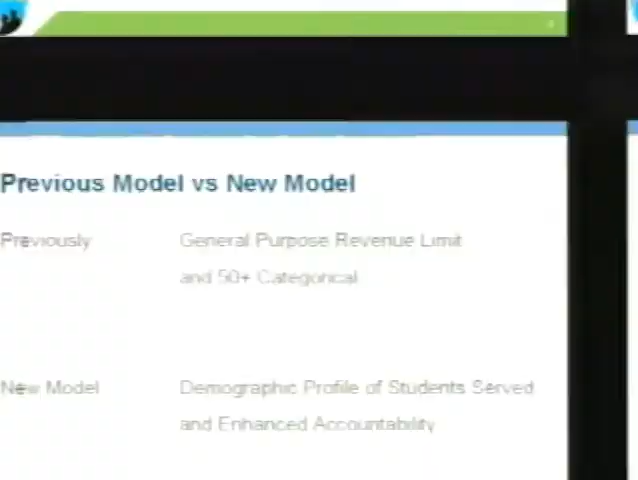 Previous Model vs New Model
Previously General Purpose Revenue Limit
and 50+ Categorical
New Model Demographic Profile of Students Served
and Enhanced Accountability